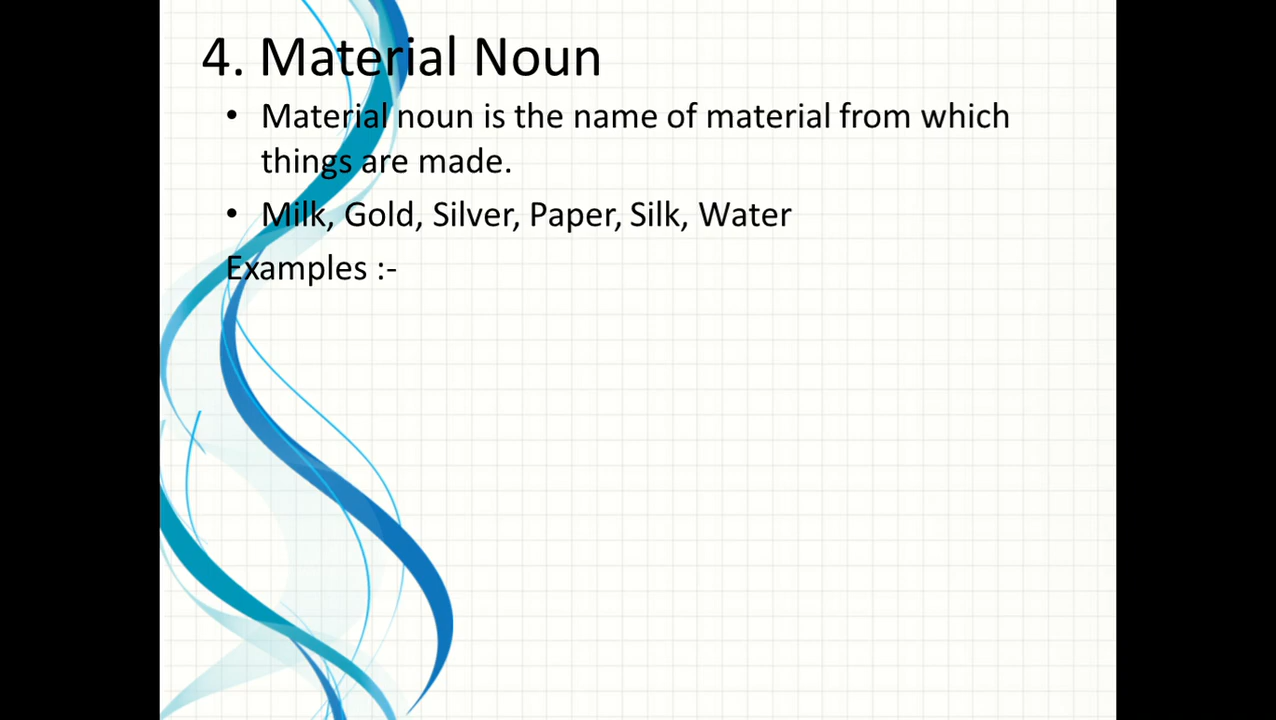 4. Material Noun
• Material noun is the name of material from which
things are made.
• Milk, Gold, Silver, Paper, Silk, Water
Examples :-